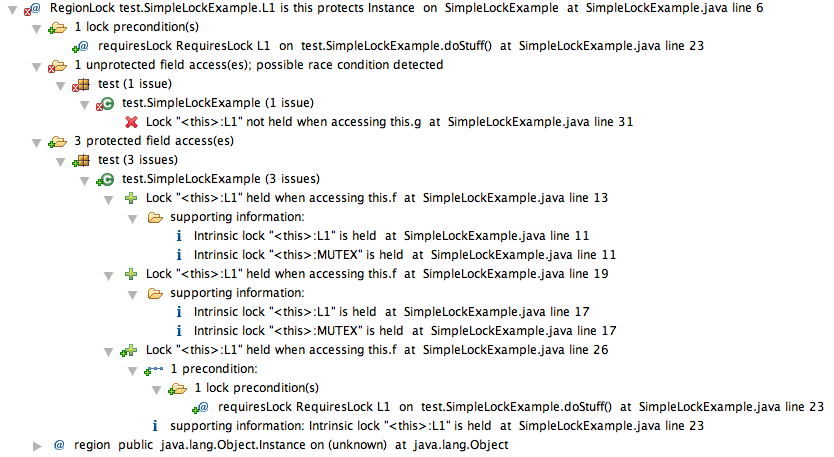 RegionLock test.SimpleLockExample.L1 is this protects Instance on SimpleLockExample at SimpleLockExample.java line 6
1 lock precondition(s)
requiresLock RequiresLock L1 on test.SimpleLockExample.doStuff() at SimpleLockExample.java line 23
1 unprotected field access(es); possible race condition detected
test (1 issue)
test.SimpleLockExample (1 issue)
Lock "<this>:L1" not held when accessing this.g at SimpleLockExample.java line 31
3 protected field access(es)
test (3 issues)
test.SimpleLockExample (3 issues)
Lock "<this>:L1" held when accessing this.f at SimpleLockExample.java line 13
supporting information:
Intrinsic lock "<this>:L1" is held at SimpleLockExample.java line 11
Intrinsic lock "<this>:MUTEX" is held at SimpleLockExample.java line 11
Lock "<this>:L1" held when accessing this.f at SimpleLockExample.java line 19
supporting information:
Intrinsic lock "<this>:L1" is held at SimpleLockExample.java line 17
Intrinsic lock "<this>:MUTEX" is held at SimpleLockExample.java line 17
Lock "<this>:L1" held when accessing this.f at SimpleLockExample.java line 26
1 precondition:
1 lock precondition(s)
requiresLock RequiresLock L1 on test.SimpleLockExample.doStuff() at SimpleLockExample.java line 23
supporting information: Intrinsic lock "<this>:L1" is held at SimpleLockExample.java line 23
region public java.lang.Object.Instance on (unknown) at java.lang.Object